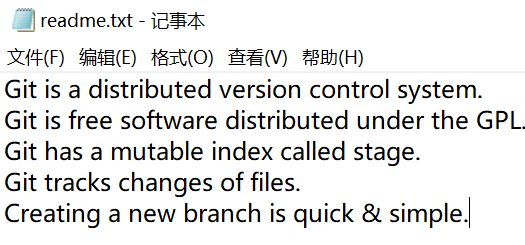 readme.txt - 记事本
文件(F) 编辑(E) 格式(O) 查看(V) 帮助(H)
Git is a distributed version control system.
Git is free software distributed under the GPL.
Git has a mutable index called stage.
Git tracks changes of files.
Creating a new branch is quick & simple.